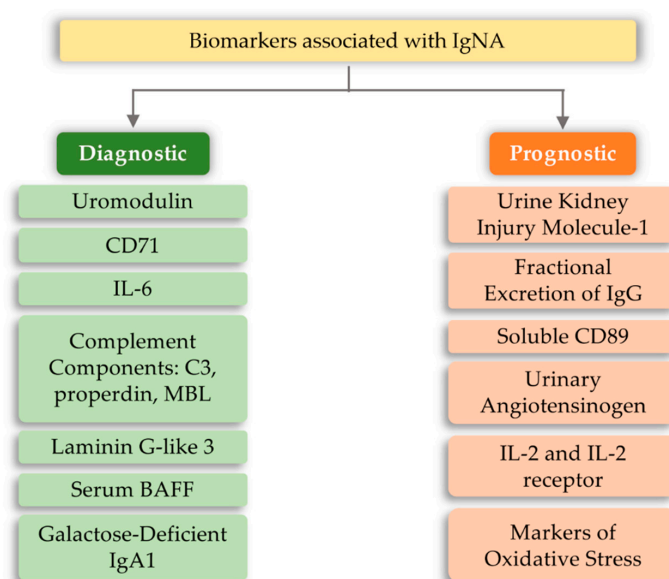 Biomarkers associated with IgNA
Diagnostic
Uromodulin
CD71
IL-6
Complement
Components: C3,
properdin, MBL
Laminin G-like 3
Serum BAFF
Galactose-Deficient
IgA1
Prognostic
Urine Kidney
Injury Molecule-1
Fractional
Excretion of IgG
Soluble CD89
Urinary
Angiotensinogen
IL-2 and IL-2
receptor
Markers of
Oxidative Stress